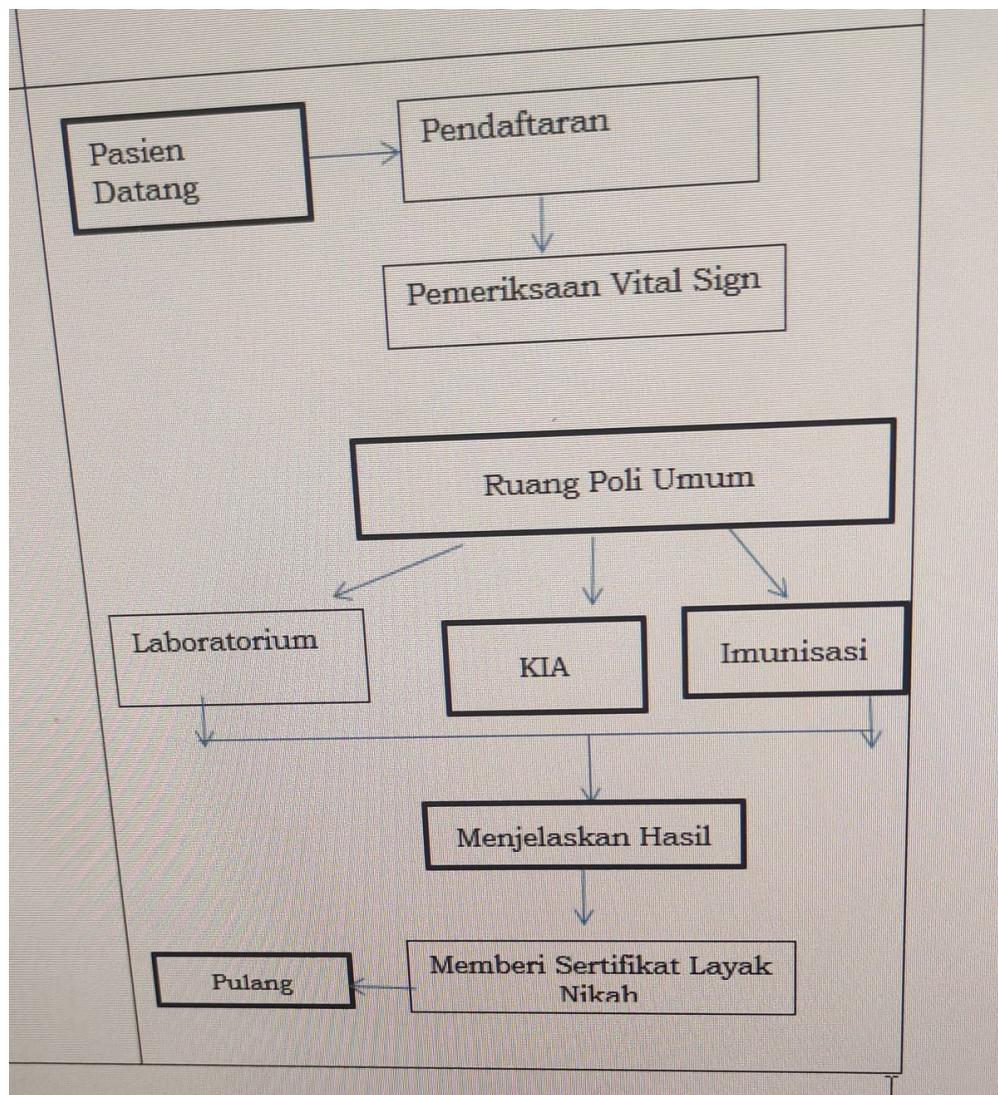 Pasien
Datang
Pendaftaran
Pemeriksaan Vital Sign
Ruang Poli Umum
Laboratorium
KIA
Imunisasi
Menjelaskan Hasil
Memberi Sertifikat Layak
Nikah
Pulang